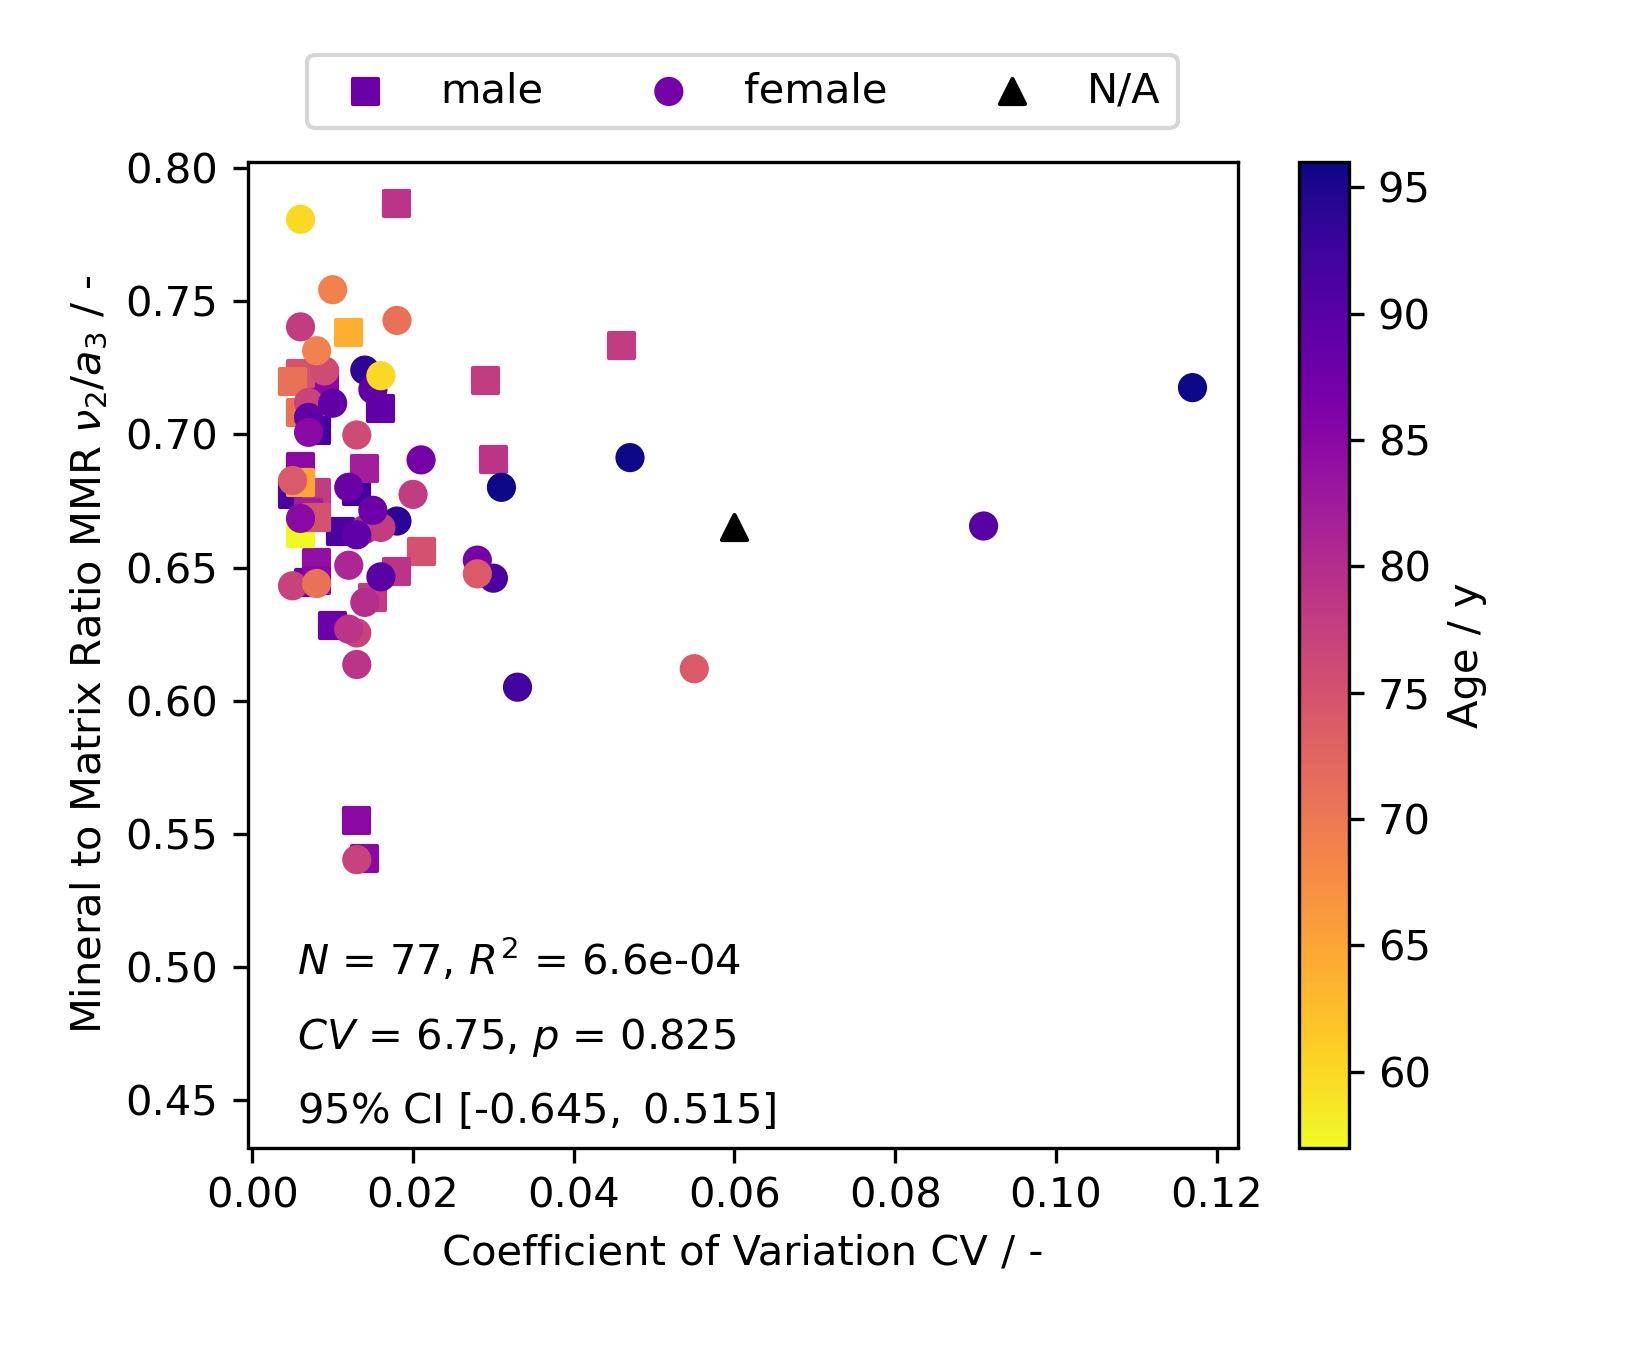 male female N/A
0.80
0.75
0.70
0.65
0.60
0.55
0.50
0.45
Mineral to Matrix Ratio MMR ν₂/a₃ / -
N = 77, R² = 6.6e-04
CV = 6.75, p = 0.825
95% CI [-0.645, 0.515]
0.00 0.02 0.04 0.06 0.08 0.10 0.12
Coefficient of Variation CV / -
95
90
85
80
75
70
65
60
Age / y